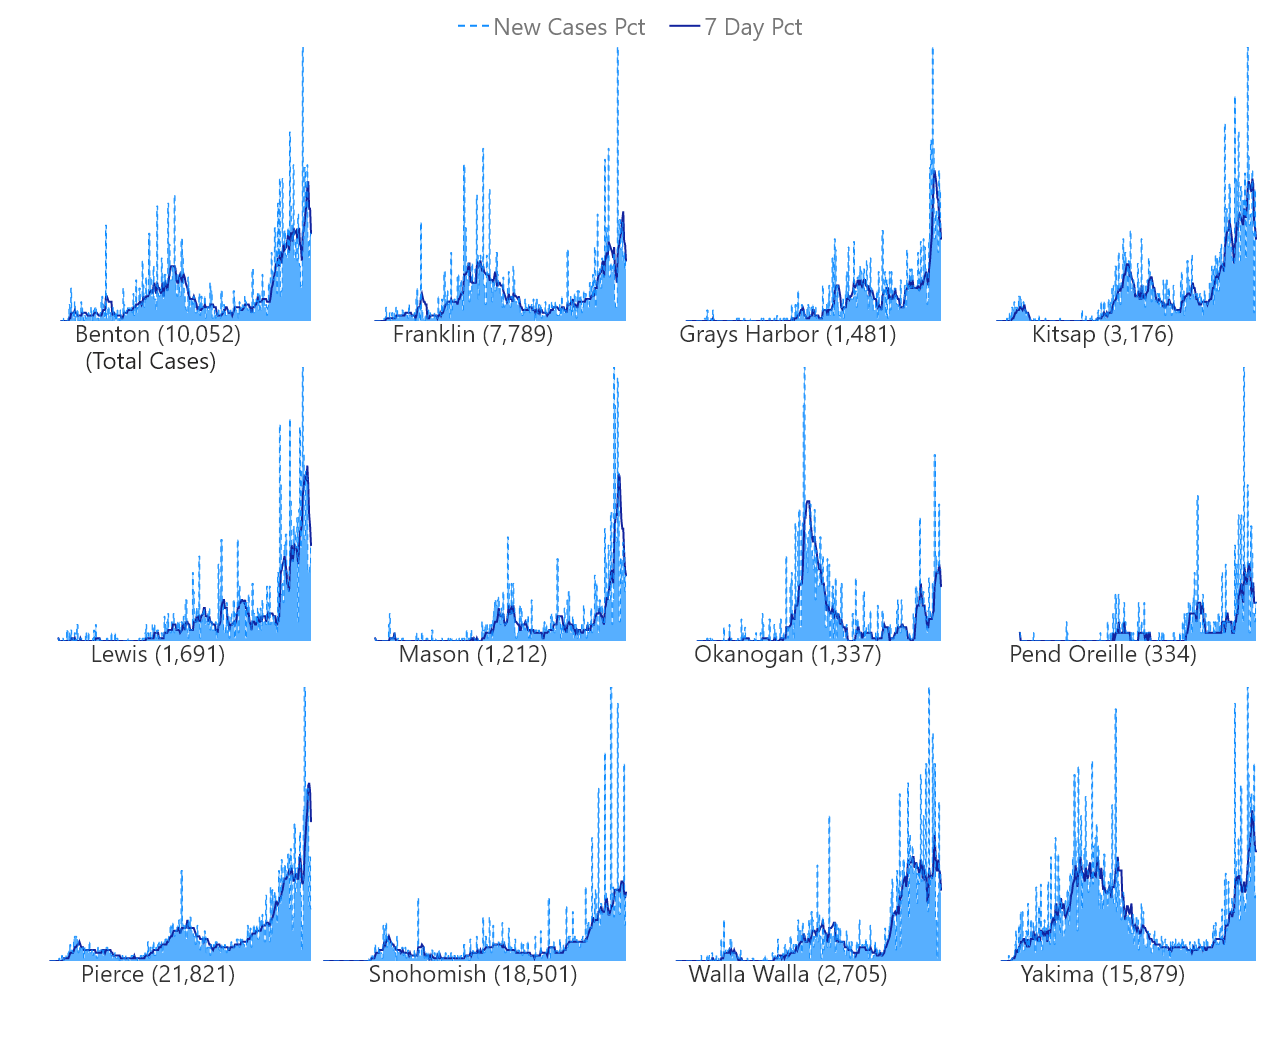 New Cases Pct 7 Day Pct
Benton (10,052) Franklin (7,789) Grays Harbor (1,481) Kitsap (3,176)
(Total Cases)
Lewis (1,691) Mason (1,212) Okanogan (1,337) Pend Oreille (334)
Pierce (21,821) Snohomish (18,501) Walla Walla (2,705) Yakima (15,879)